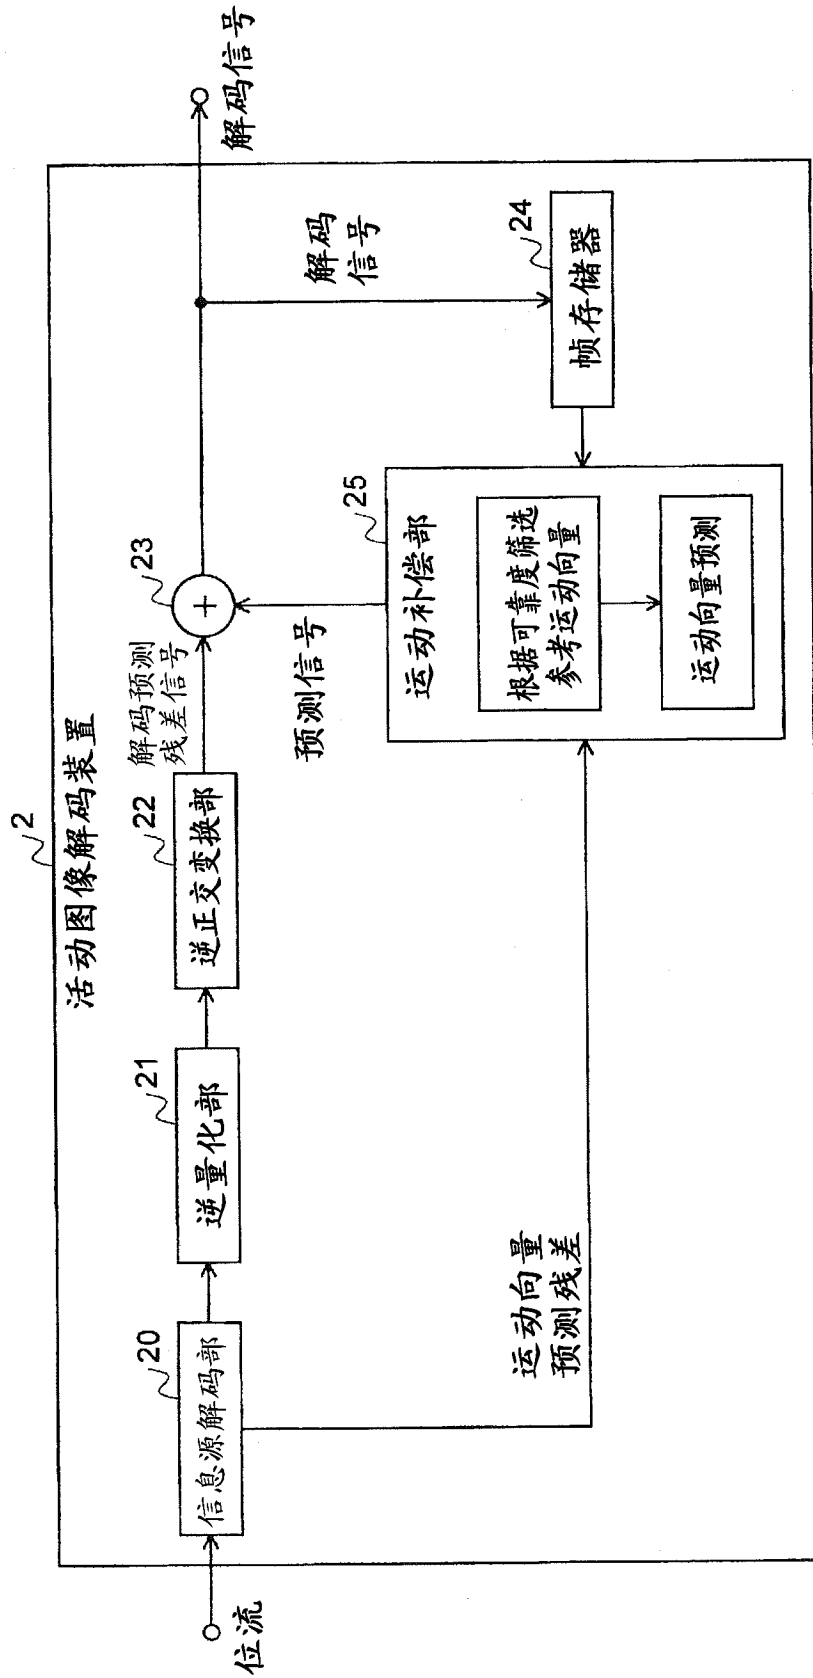 2
活动图像解码装置
位流
20
信息源解码部
21
逆量化部
22
逆正交变换部
解码预测
残差信号
23
+
解码信号
解码
信号
24
帧存储器
25
运动补偿部
根据可靠度筛选
参考运动向量
运动向量预测
预测信号
运动向量
预测残差